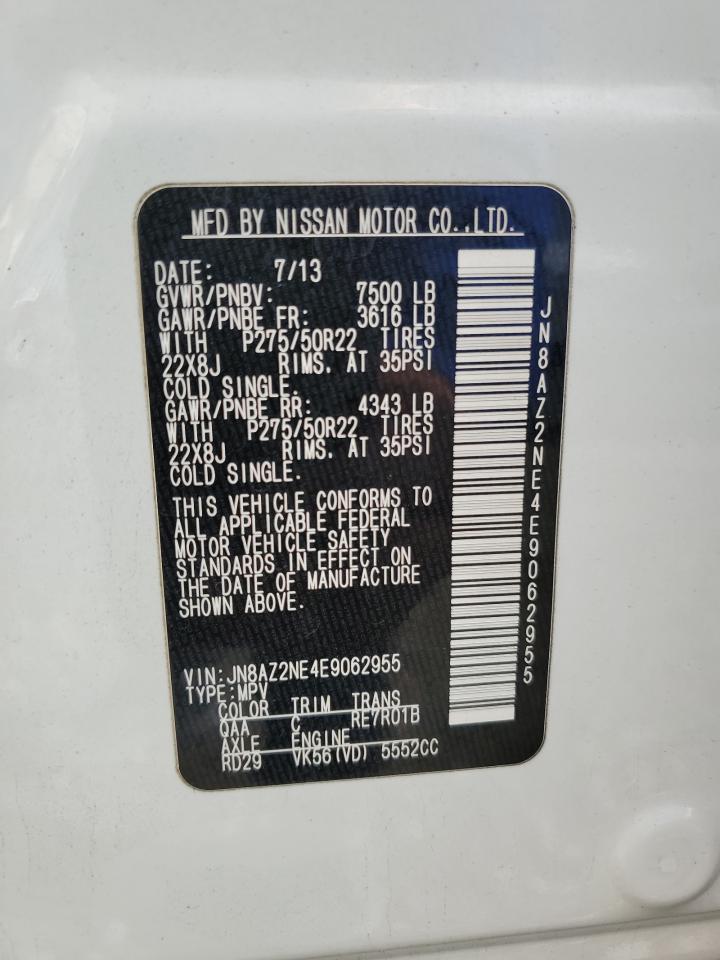 MFD BY NISSAN MOTOR CO.,LTD.
DATE: 7/13
GVWR/PNBV: 7500 LB
GAWR/PNBE FR: 3616 LB
WITH P275/50R22 TIRES
22X8J RIMS. AT 35PSI
COLD SINGLE.
GAWR/PNBE RR: 4343 LB
WITH P275/50R22 TIRES
22X8J RIMS. AT 35PSI
COLD SINGLE.
THIS VEHICLE CONFORMS TO
ALL APPLICABLE FEDERAL
MOTOR VEHICLE SAFETY
STANDARDS IN EFFECT ON
THE DATE OF MANUFACTURE
SHOWN ABOVE.
VIN:JN8AZ2NE4E9062955
TYPE:MPV
COLOR TRIM TRANS
QAA C RE7R01B
AXLE ENGINE
RD29 VK56(VD) 5552CC
JN8AZ2NE4E9062955